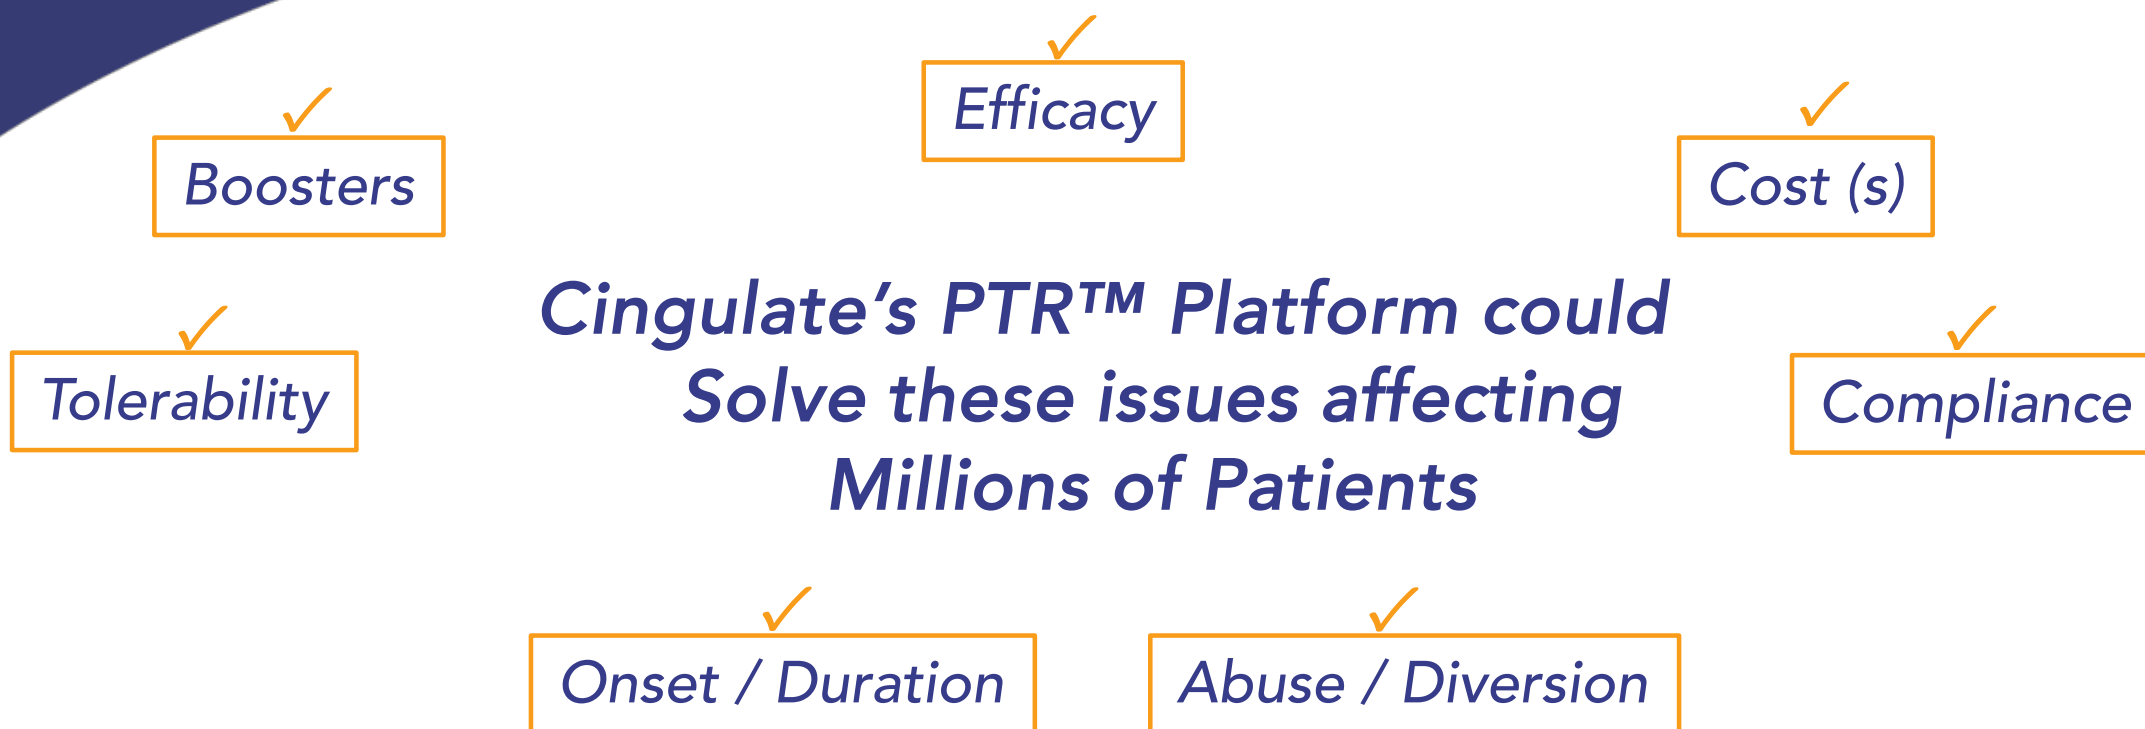 Efficacy
Boosters
Cost (s)
Cingulate’s PTR™ Platform could
Solve these issues affecting
Millions of Patients
Tolerability
Compliance
Onset / Duration
Abuse / Diversion